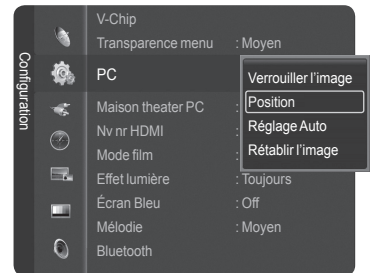 Configuration
V-Chip
Transparence menu : Moyen
PC
Maison theater PC :
Nv nr HDMI :
Mode film :
Effet lumière : Toujours
Écran Bleu : Off
Mélodie : Moyen
Bluetooth
Verrouiller l'image
Position
Réglage Auto
Rétablir l'image